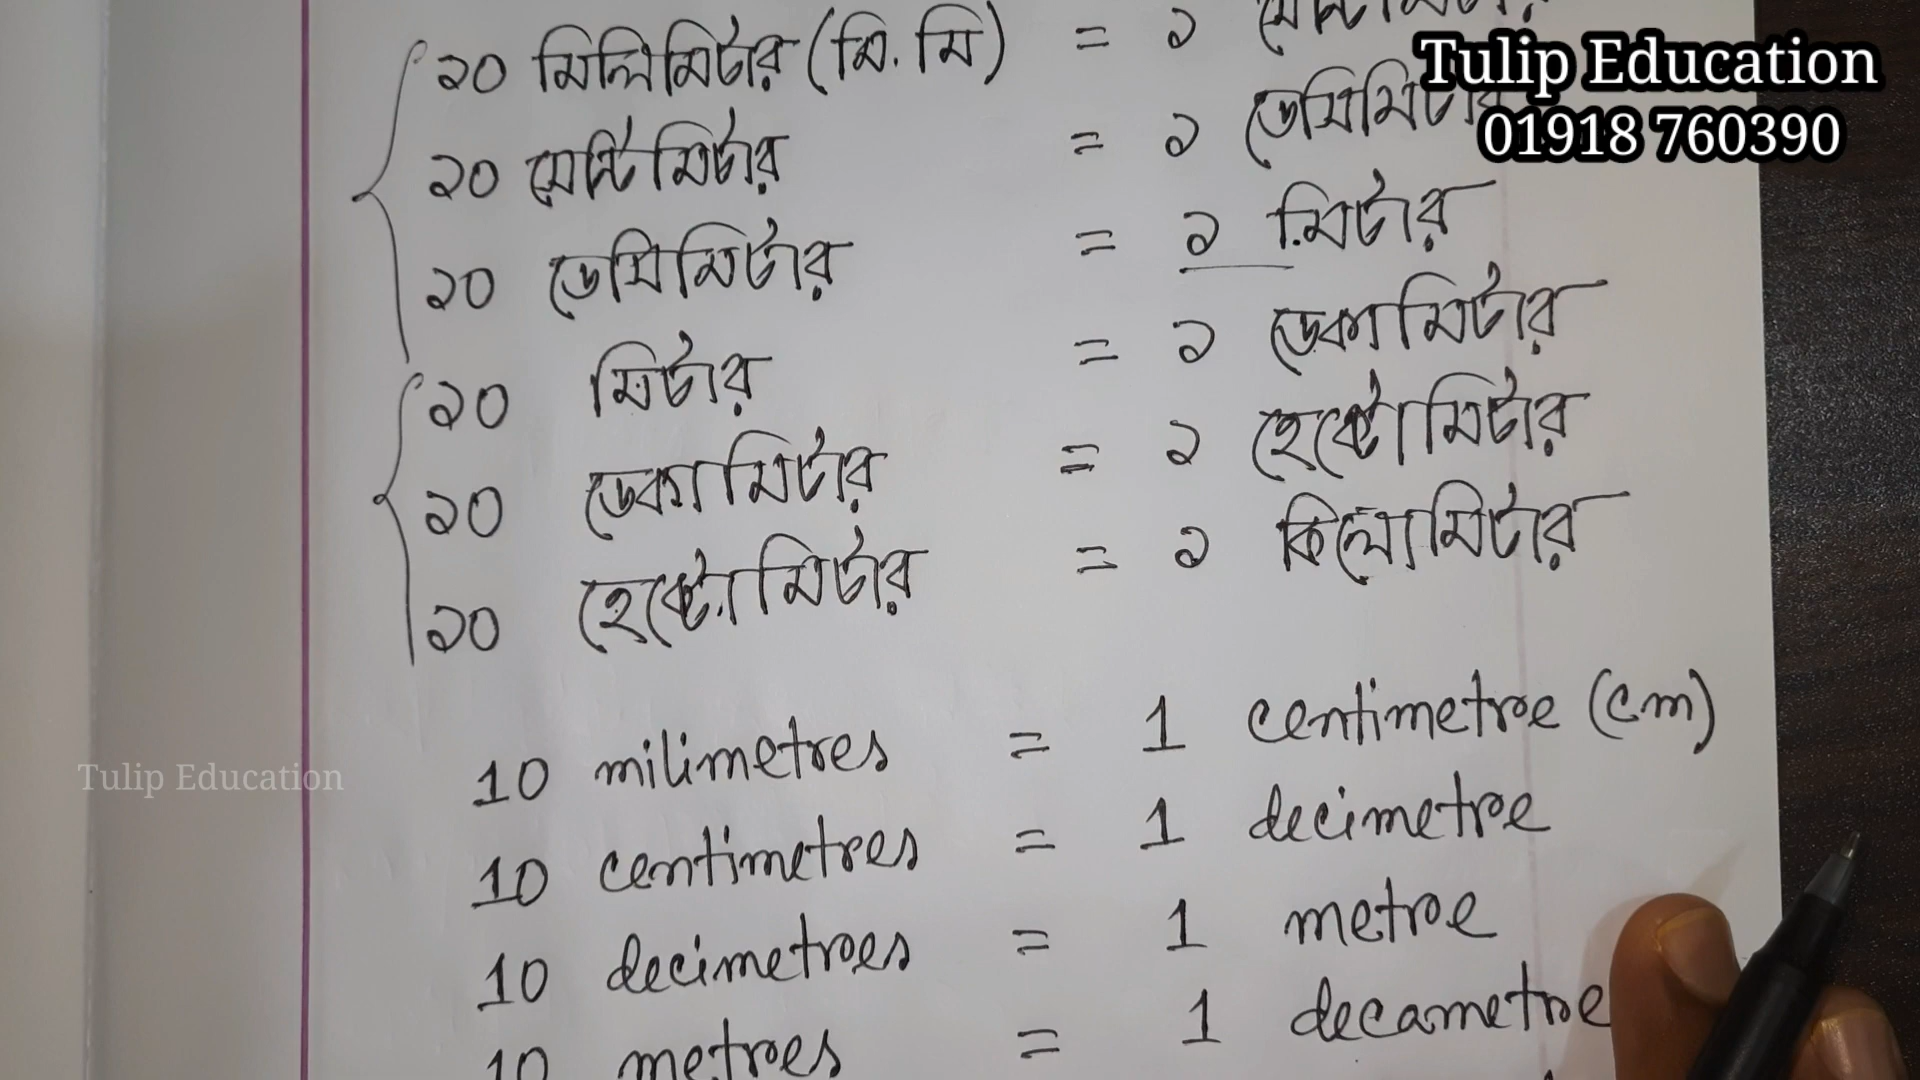 ১০ মিলিমিটার (মি. মি) = ১ সেন্টিমিটার
Tulip Education
১০ সেন্টিমিটার = ১ ডেসিমিটার
01918 760390
১০ ডেসিমিটার = ১ মিটার
১০ মিটার = ১ ডেকামিটার
১০ ডেকামিটার = ১ হেক্টোমিটার
১০ হেক্টোমিটার = ১ কিলোমিটার
10 milimetres = 1 centimetre (cm)
Tulip Education
10 centimetres = 1 decimetre
10 decimetres = 1 metre
10 metres = 1 decametre